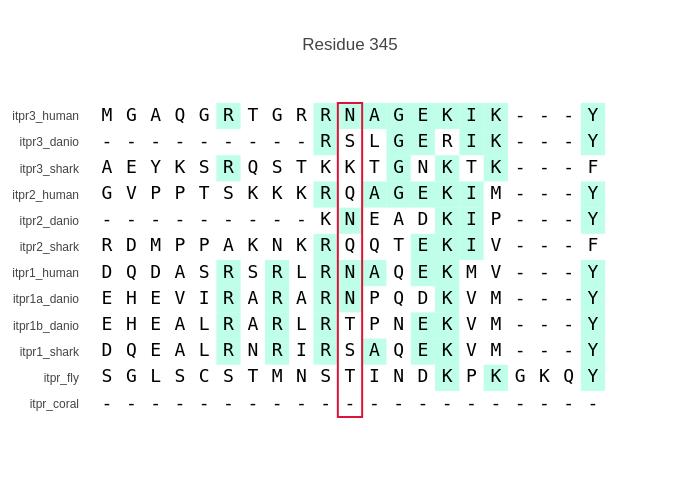 Residue 345
itpr3_human M G A Q G R T G R R N A G E K I K - - - Y
itpr3_danio - - - - - - - - - R S L G E R I K - - - Y
itpr3_shark A E Y K S R Q S T K K T G N K T K - - - F
itpr2_human G V P P T S K K K R Q A G E K I M - - - Y
itpr2_danio - - - - - - - - - K N E A D K I P - - - Y
itpr2_shark R D M P P A K N K R Q Q T E K I V - - - F
itpr1_human D Q D A S R S R L R N A Q E K M V - - - Y
itpr1a_danio E H E V I R A R A R N P Q D K V M - - - Y
itpr1b_danio E H E A L R A R L R T P N E K V M - - - Y
itpr1_shark D Q E A L R N R I R S A Q E K V M - - - Y
itpr_fly S G L S C S T M N S T I N D K P K G K Q Y
itpr_coral - - - - - - - - - - - - - - - - - - - - -